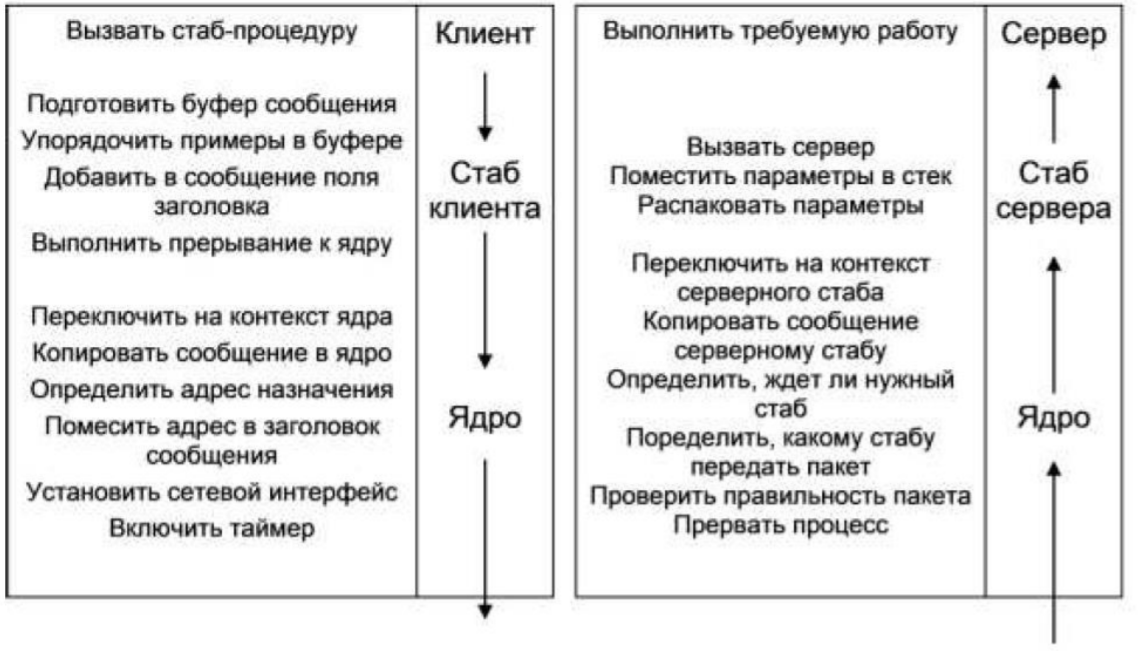 Вызвать стаб-процедуру
Клиент
Подготовить буфер сообщения
Упорядочить примеры в буфере
Добавить в сообщение поля
заголовка
Выполнить прерывание к ядру
Стаб
клиента
Переключить на контекст ядра
Копировать сообщение в ядро
Определить адрес назначения
Помесить адрес в заголовок
сообщения
Установить сетевой интерфейс
Включить таймер
Ядро
Выполнить требуемую работу
Сервер
Вызвать сервер
Поместить параметры в стек
Распаковать параметры
Стаб
сервера
Переключить на контекст
серверного стаба
Копировать сообщение
серверному стабу
Определить, ждет ли нужный
стаб
Поределить, какому стабу
передать пакет
Проверить правильность пакета
Прервать процесс
Ядро